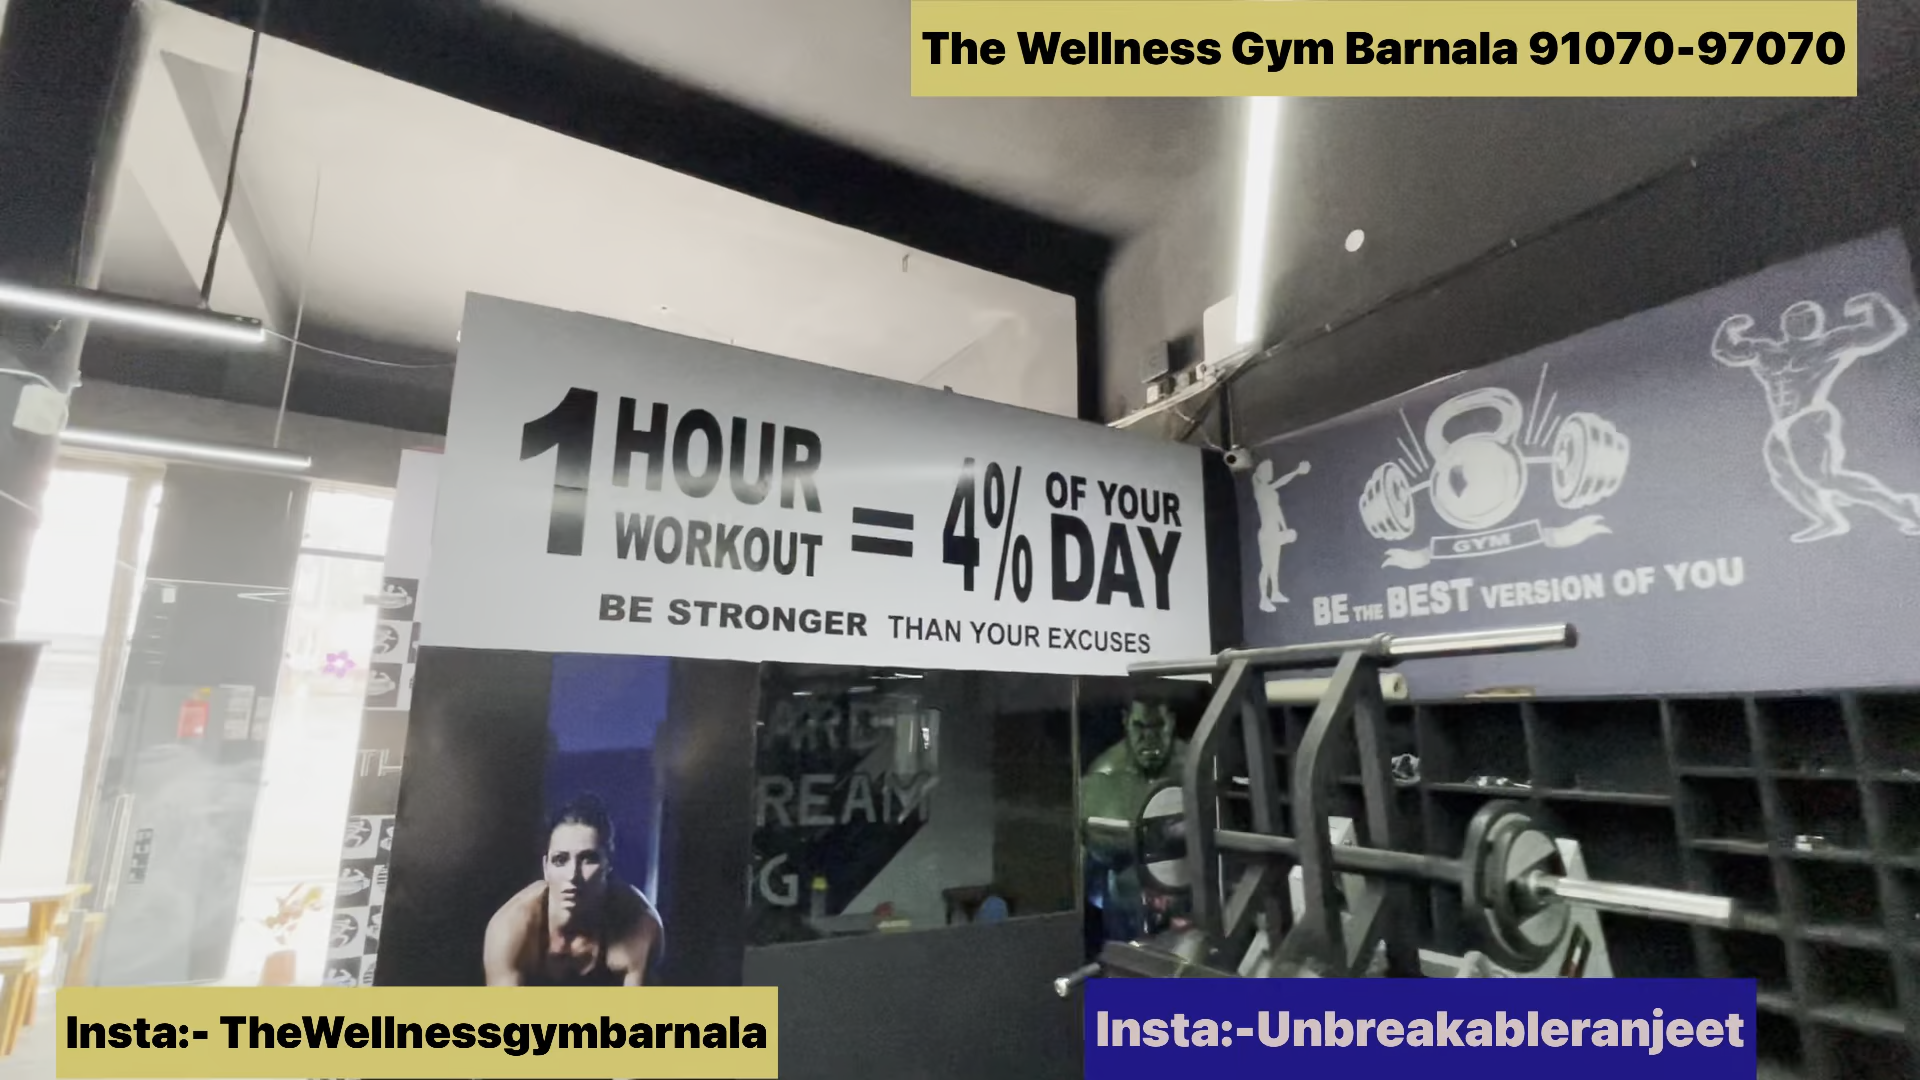 The Wellness Gym Barnala 91070-97070
1 HOUR
WORKOUT
= 4% OF YOUR
DAY
BE STRONGER THAN YOUR EXCUSES
GYM
BE THE BEST VERSION OF YOU
REAM
Insta:- TheWellnessgymbarnala
Insta:-Unbreakableranjeet